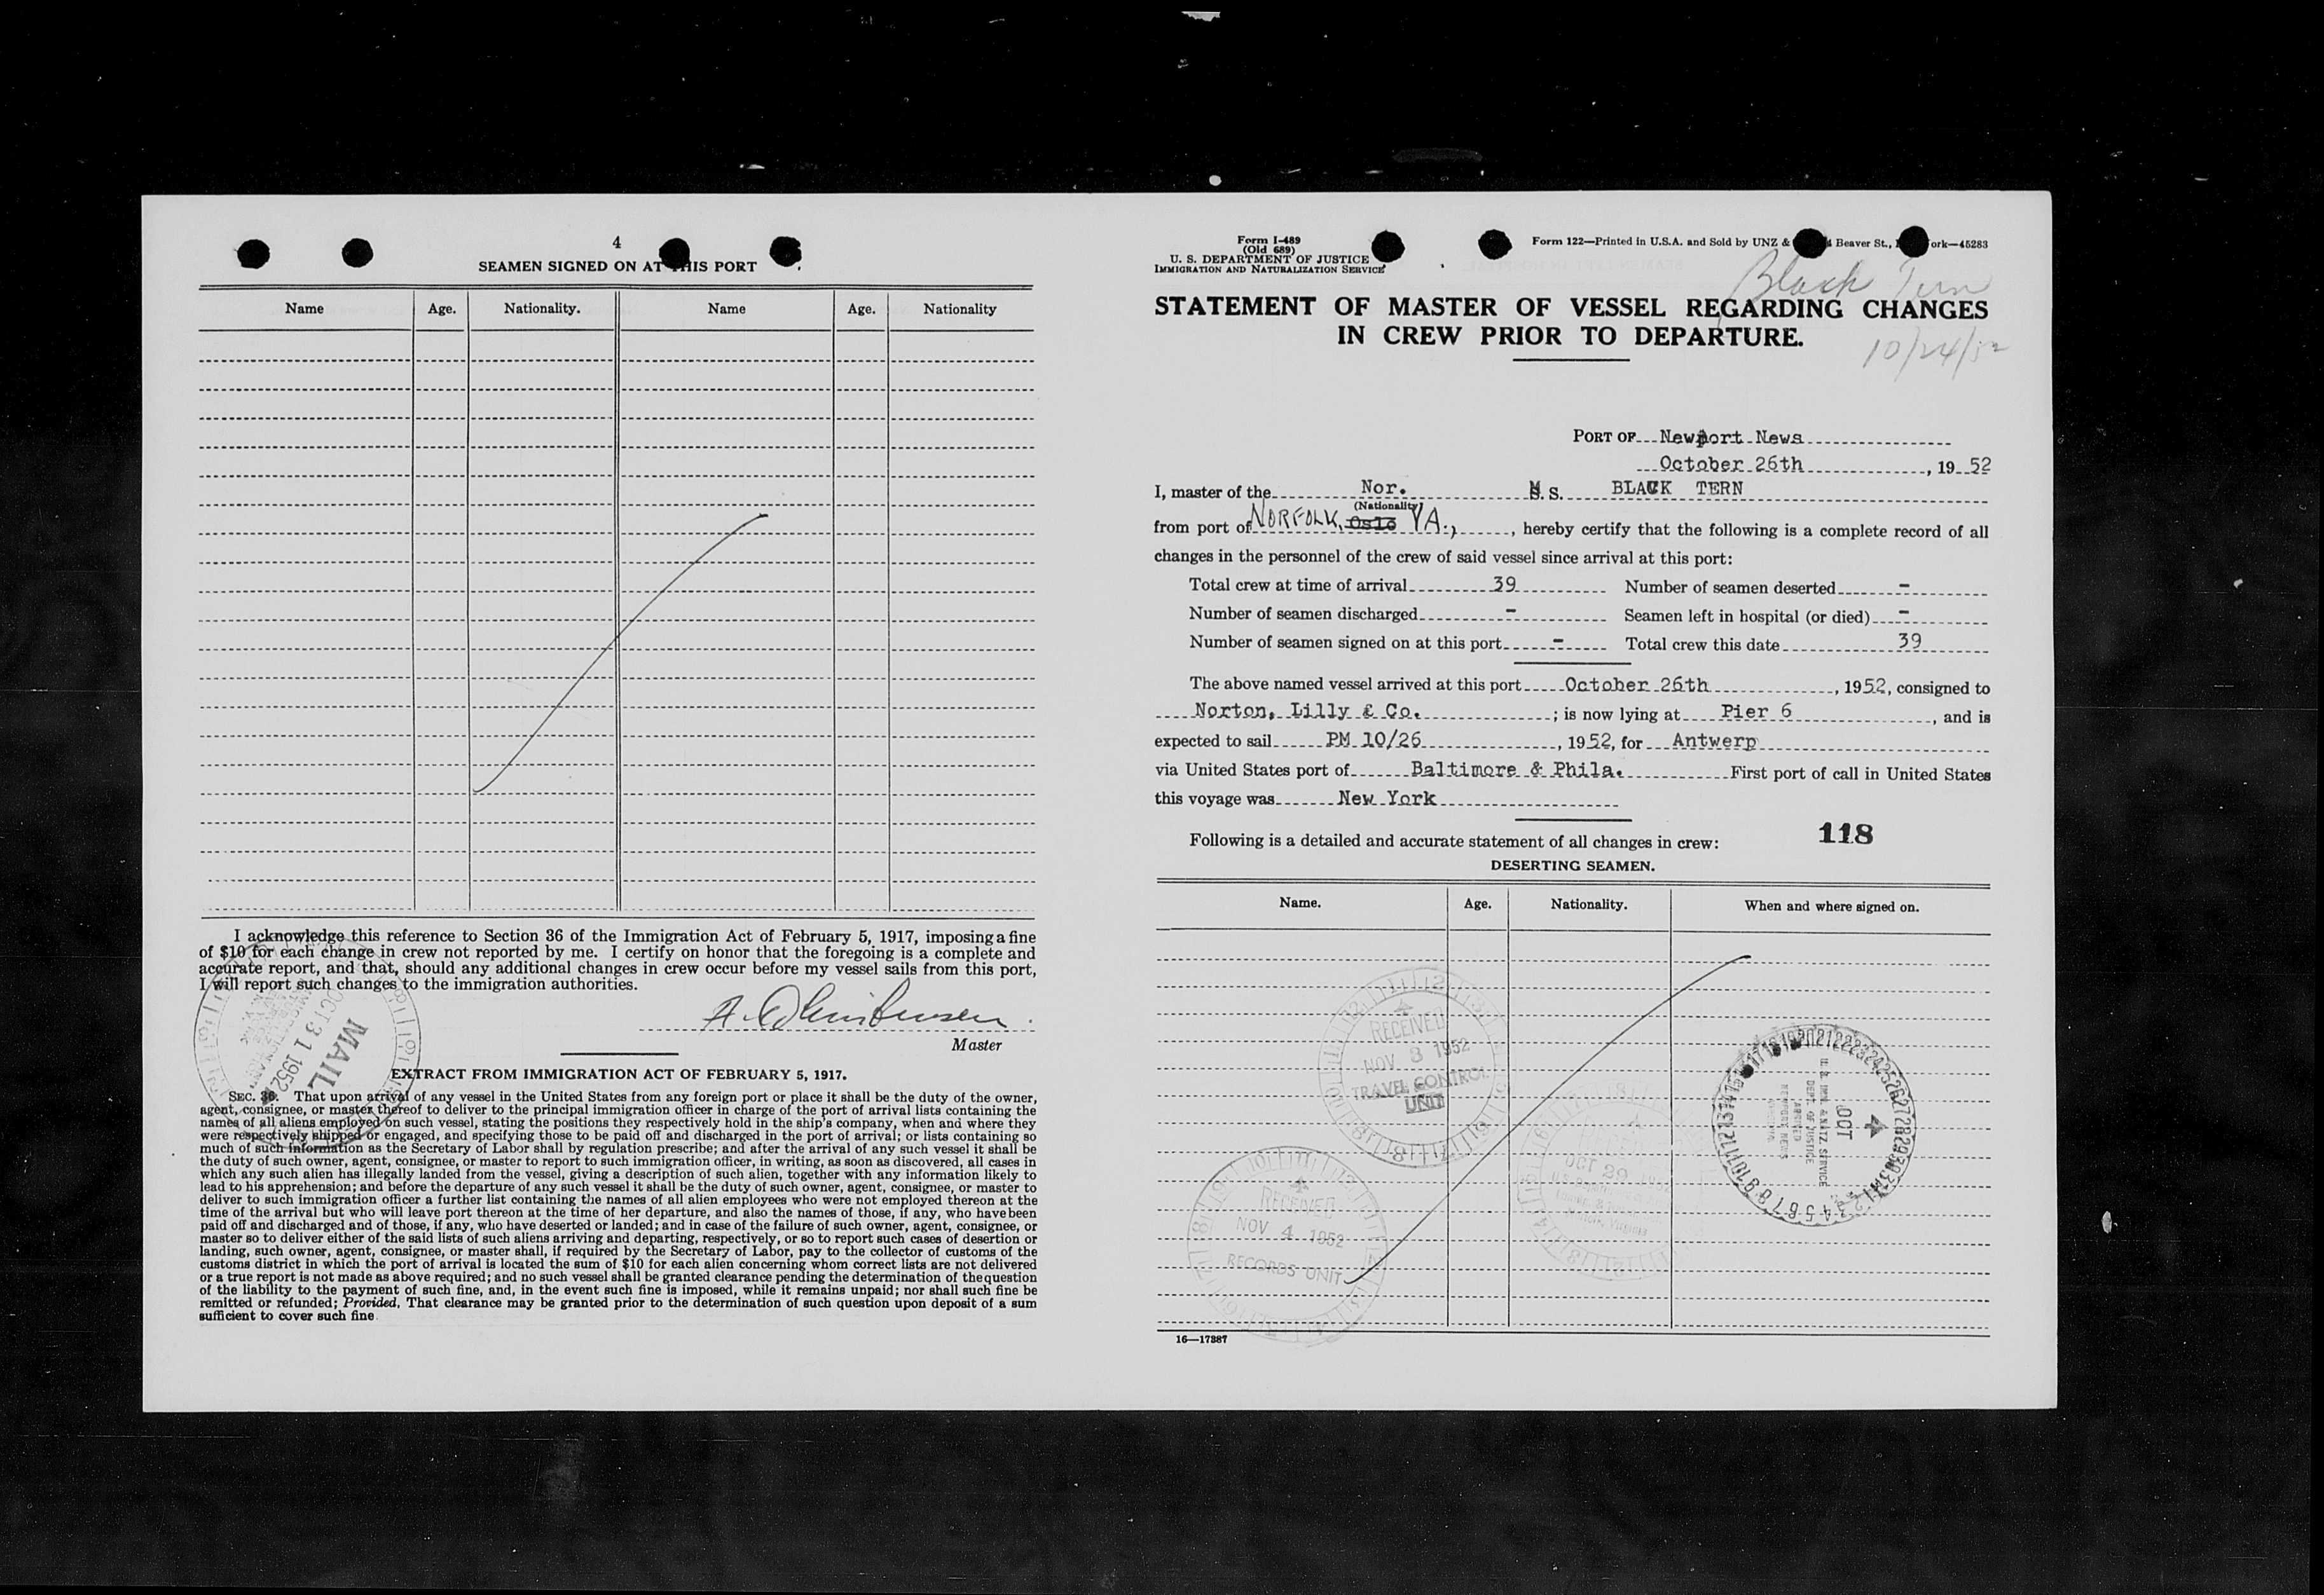 4
SEAMEN SIGNED ON AT THIS PORT
Name Age. Nationality. Name Age. Nationality
I acknowledge this reference to Section 36 of the Immigration Act of February 5, 1917, imposing a fine
of $10 for each change in crew not reported by me. I certify on honor that the foregoing is a complete and
accurate report, and that, should any additional changes in crew occur before my vessel sails from this port,
I will report such changes to the immigration authorities.
Master
MAIL
OCT 31 1952
EXTRACT FROM IMMIGRATION ACT OF FEBRUARY 5, 1917.
SEC. 36. That upon arrival of any vessel in the United States from any foreign port or place it shall be the duty of the owner,
agent, consignee, or master thereof to deliver to the principal immigration officer in charge of the port of arrival lists containing the
names of all aliens employed on such vessel, stating the positions they respectively hold in the ship's company, when and where they
were respectively shipped or engaged, and specifying those to be paid off and discharged in the port of arrival; or lists containing so
much of such information as the Secretary of Labor shall by regulation prescribe; and after the arrival of any such vessel it shall be
the duty of such owner, agent, consignee, or master to report to such immigration officer, in writing, as soon as discovered, all cases in
which any such alien has illegally landed from the vessel, giving a description of such alien, together with any information likely to
lead to his apprehension; and before the departure of any such vessel it shall be the duty of such owner, agent, consignee, or master to
deliver to such immigration officer a further list containing the names of all alien employees who were not employed thereon at the
time of the arrival but who will leave port thereon at the time of her departure, and also the names of those, if any, who have been
paid off and discharged and of those, if any, who have deserted or landed; and in case of the failure of such owner, agent, consignee, or
master so to deliver either of the said lists of such aliens arriving and departing, respectively, or so to report such cases of desertion or
landing, such owner, agent, consignee, or master shall, if required by the Secretary of Labor, pay to the collector of customs of the
customs district in which the port of arrival is located the sum of $10 for each alien concerning whom correct lists are not delivered
or a true report is not made as above required; and no such vessel shall be granted clearance pending the determination of the question
of the liability to the payment of such fine, and, in the event such fine is imposed, while it remains unpaid; nor shall such fine be
remitted or refunded; Provided, That clearance may be granted prior to the determination of such question upon deposit of a sum
sufficient to cover such fine.
Form I-489
(Old 689)
U. S. DEPARTMENT OF JUSTICE
IMMIGRATION AND NATURALIZATION SERVICE
Form 122—Printed in U.S.A. and Sold by UNZ & Beaver St., ork—45283
Black Tern
STATEMENT OF MASTER OF VESSEL REGARDING CHANGES
IN CREW PRIOR TO DEPARTURE.
10/24/52
PORT OF Newport News
October 26th, 1952
I, master of the Nor. M.S. BLACK TERN
(Nationality)
from port of NORFOLK, Oslo VA., hereby certify that the following is a complete record of all
changes in the personnel of the crew of said vessel since arrival at this port:
Total crew at time of arrival 39 Number of seamen deserted -
Number of seamen discharged - Seamen left in hospital (or died) -
Number of seamen signed on at this port - Total crew this date 39
The above named vessel arrived at this port October 26th, 1952, consigned to
Norton, Lilly & Co.; is now lying at Pier 6, and is
expected to sail PM 10/26, 1952, for Antwerp
via United States port of Baltimore & Phila. First port of call in United States
this voyage was New York
Following is a detailed and accurate statement of all changes in crew: 118
DESERTING SEAMEN.
Name. Age. Nationality. When and where signed on.
RECEIVED
NOV 3 1952
TRAVEL CONTROL
UNIT
RECEIVED
NOV 4 1952
RECORDS UNIT
OCT 29 1952
U. S. IMM. & NATZ. SERVICE
DEPT. OF JUSTICE
ARRIVED
NEWPORT NEWS
OCT
16—17387